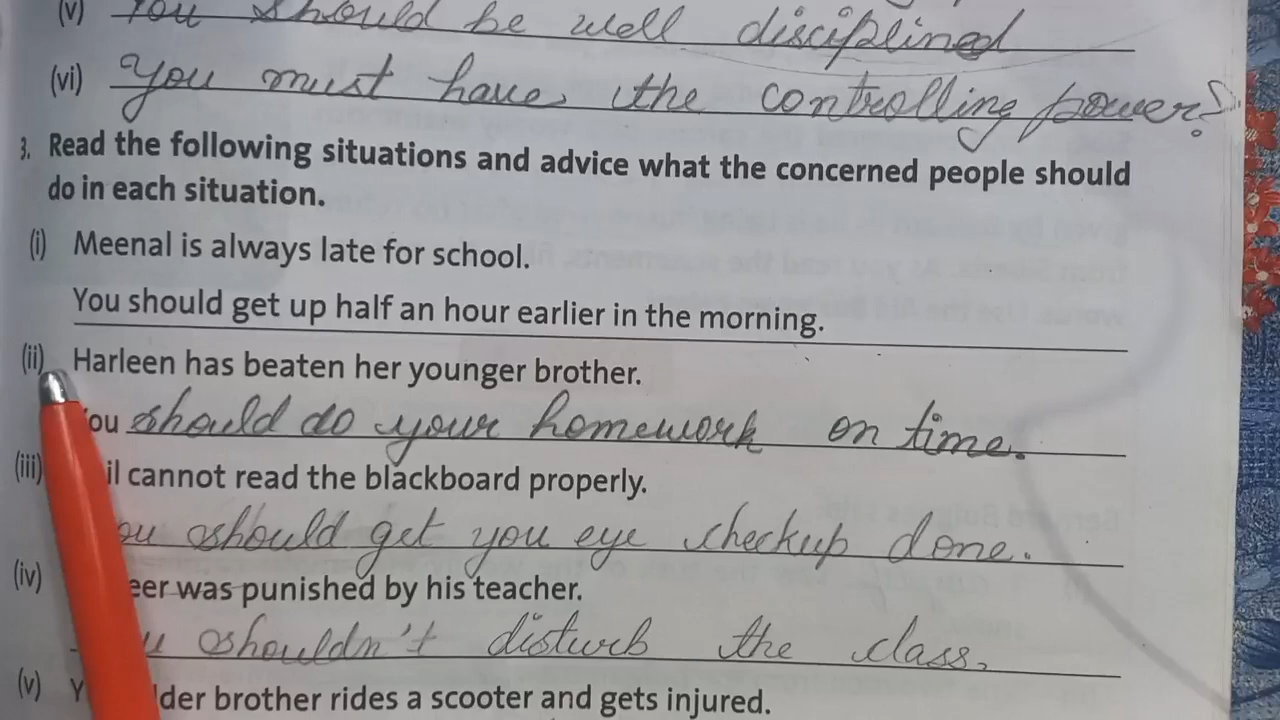 (v) You should be well disciplined
(vi) You must have the controlling power?
3. Read the following situations and advice what the concerned people should
do in each situation.
(i) Meenal is always late for school.
You should get up half an hour earlier in the morning.
(ii) Harleen has beaten her younger brother.
ou should do your homework on time.
(iii) il cannot read the blackboard properly.
ou should get you eye checkup done.
(iv) eer was punished by his teacher.
u shouldn't disturb the class.
(v) Y lder brother rides a scooter and gets injured.